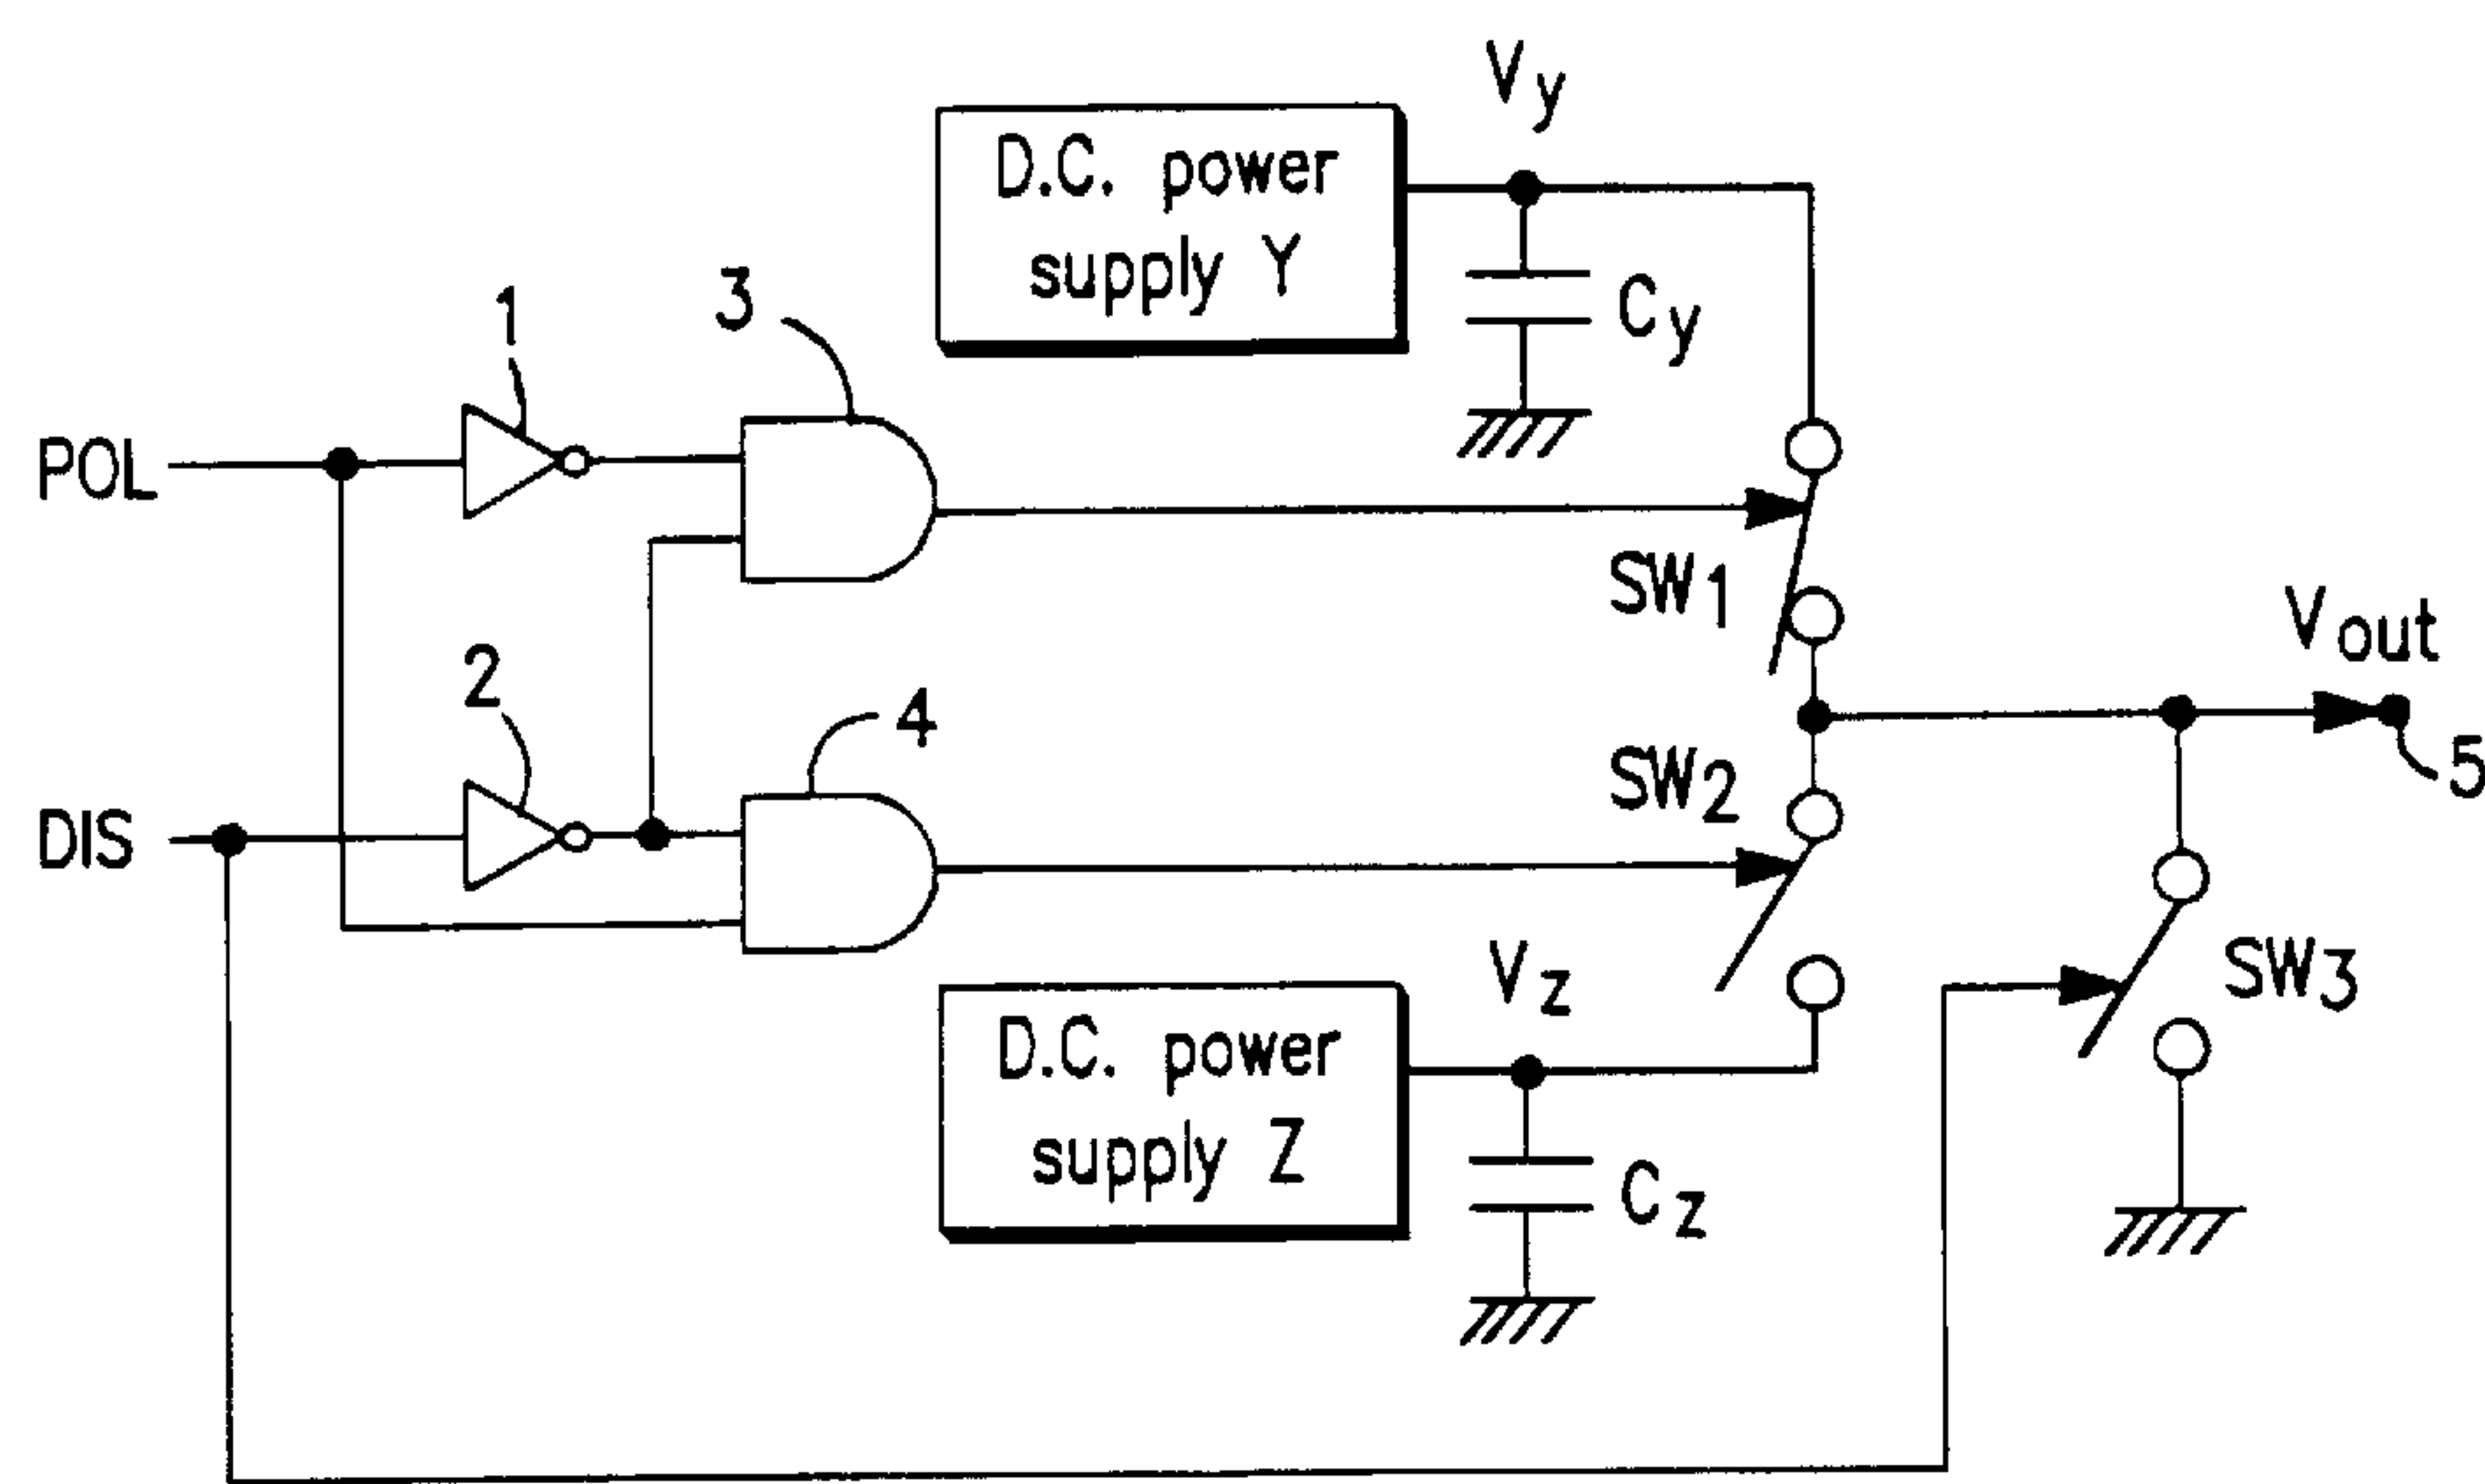 Vy
D.C. power
supply Y
Cy
3
1
POL
SW1
Vout
2
4
SW2
5
DIS
Vz
SW3
D.C. power
supply Z
Cz